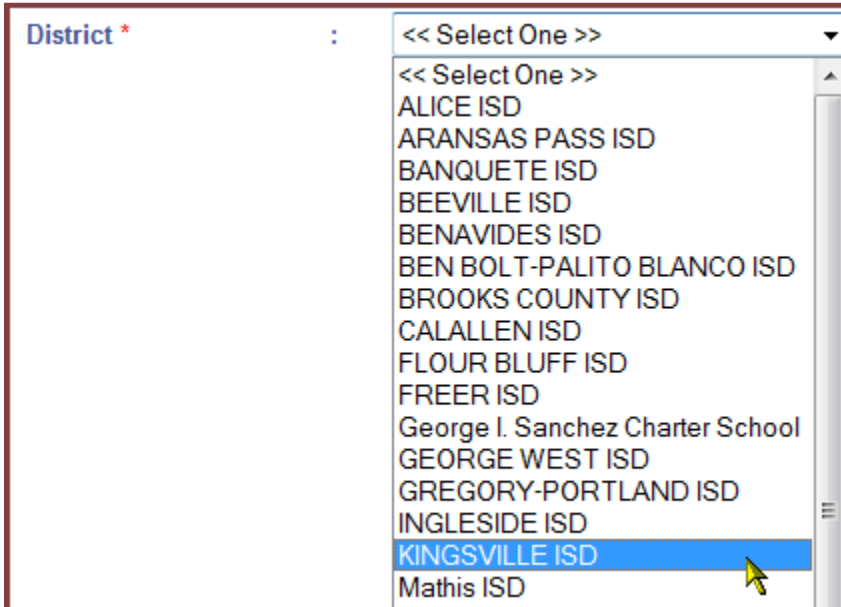 District * : << Select One >>
<< Select One >>
ALICE ISD
ARANSAS PASS ISD
BANQUETE ISD
BEEVILLE ISD
BENAVIDES ISD
BEN BOLT-PALITO BLANCO ISD
BROOKS COUNTY ISD
CALALLEN ISD
FLOUR BLUFF ISD
FREER ISD
George I. Sanchez Charter School
GEORGE WEST ISD
GREGORY-PORTLAND ISD
INGLESIDE ISD
KINGSVILLE ISD
Mathis ISD